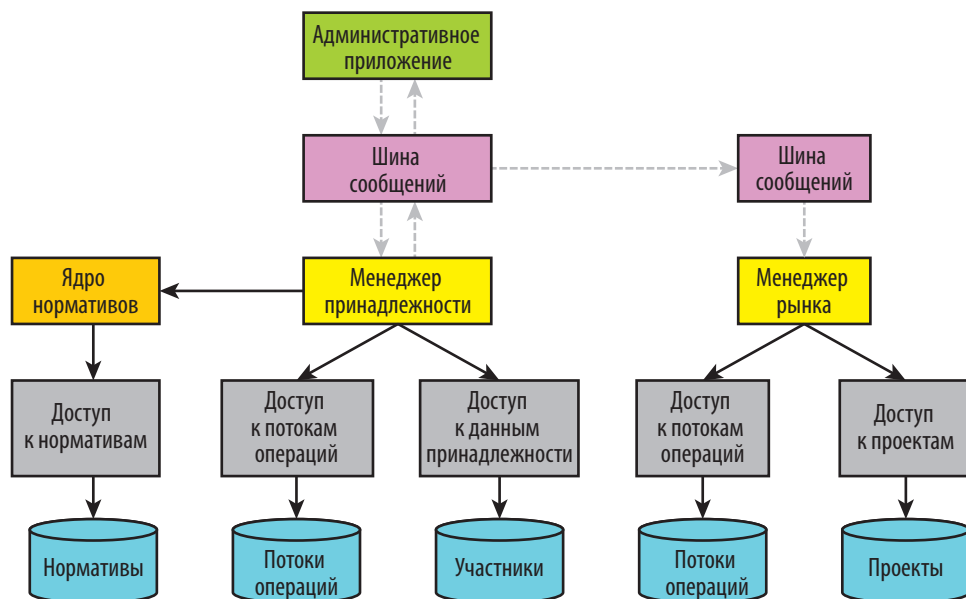 Административное
приложение
Шина
сообщений
Шина
сообщений
Ядро
нормативов
Менеджер
принадлежности
Менеджер
рынка
Доступ
к нормативам
Доступ
к потокам
операций
Доступ
к данным
принадлежности
Доступ
к потокам
операций
Доступ
к проектам
Нормативы
Потоки
операций
Участники
Потоки
операций
Проекты